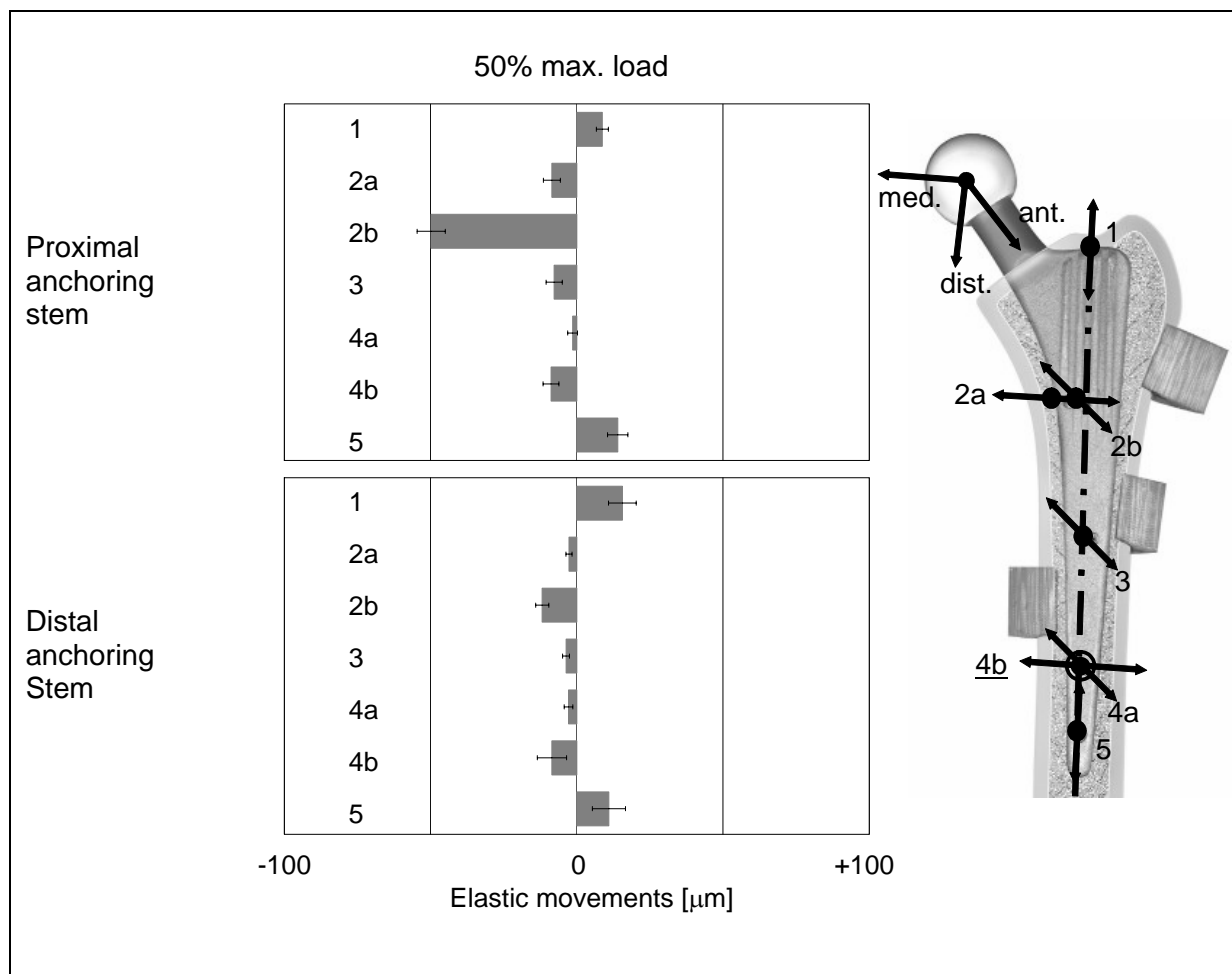 50% max. load
Proximal
anchoring
stem
1
2a
2b
3
4a
4b
5
Distal
anchoring
Stem
1
2a
2b
3
4a
4b
5
-100
0
+100
Elastic movements [μm]
med.
ant.
dist.
1
2a
2b
3
4b
4a
5